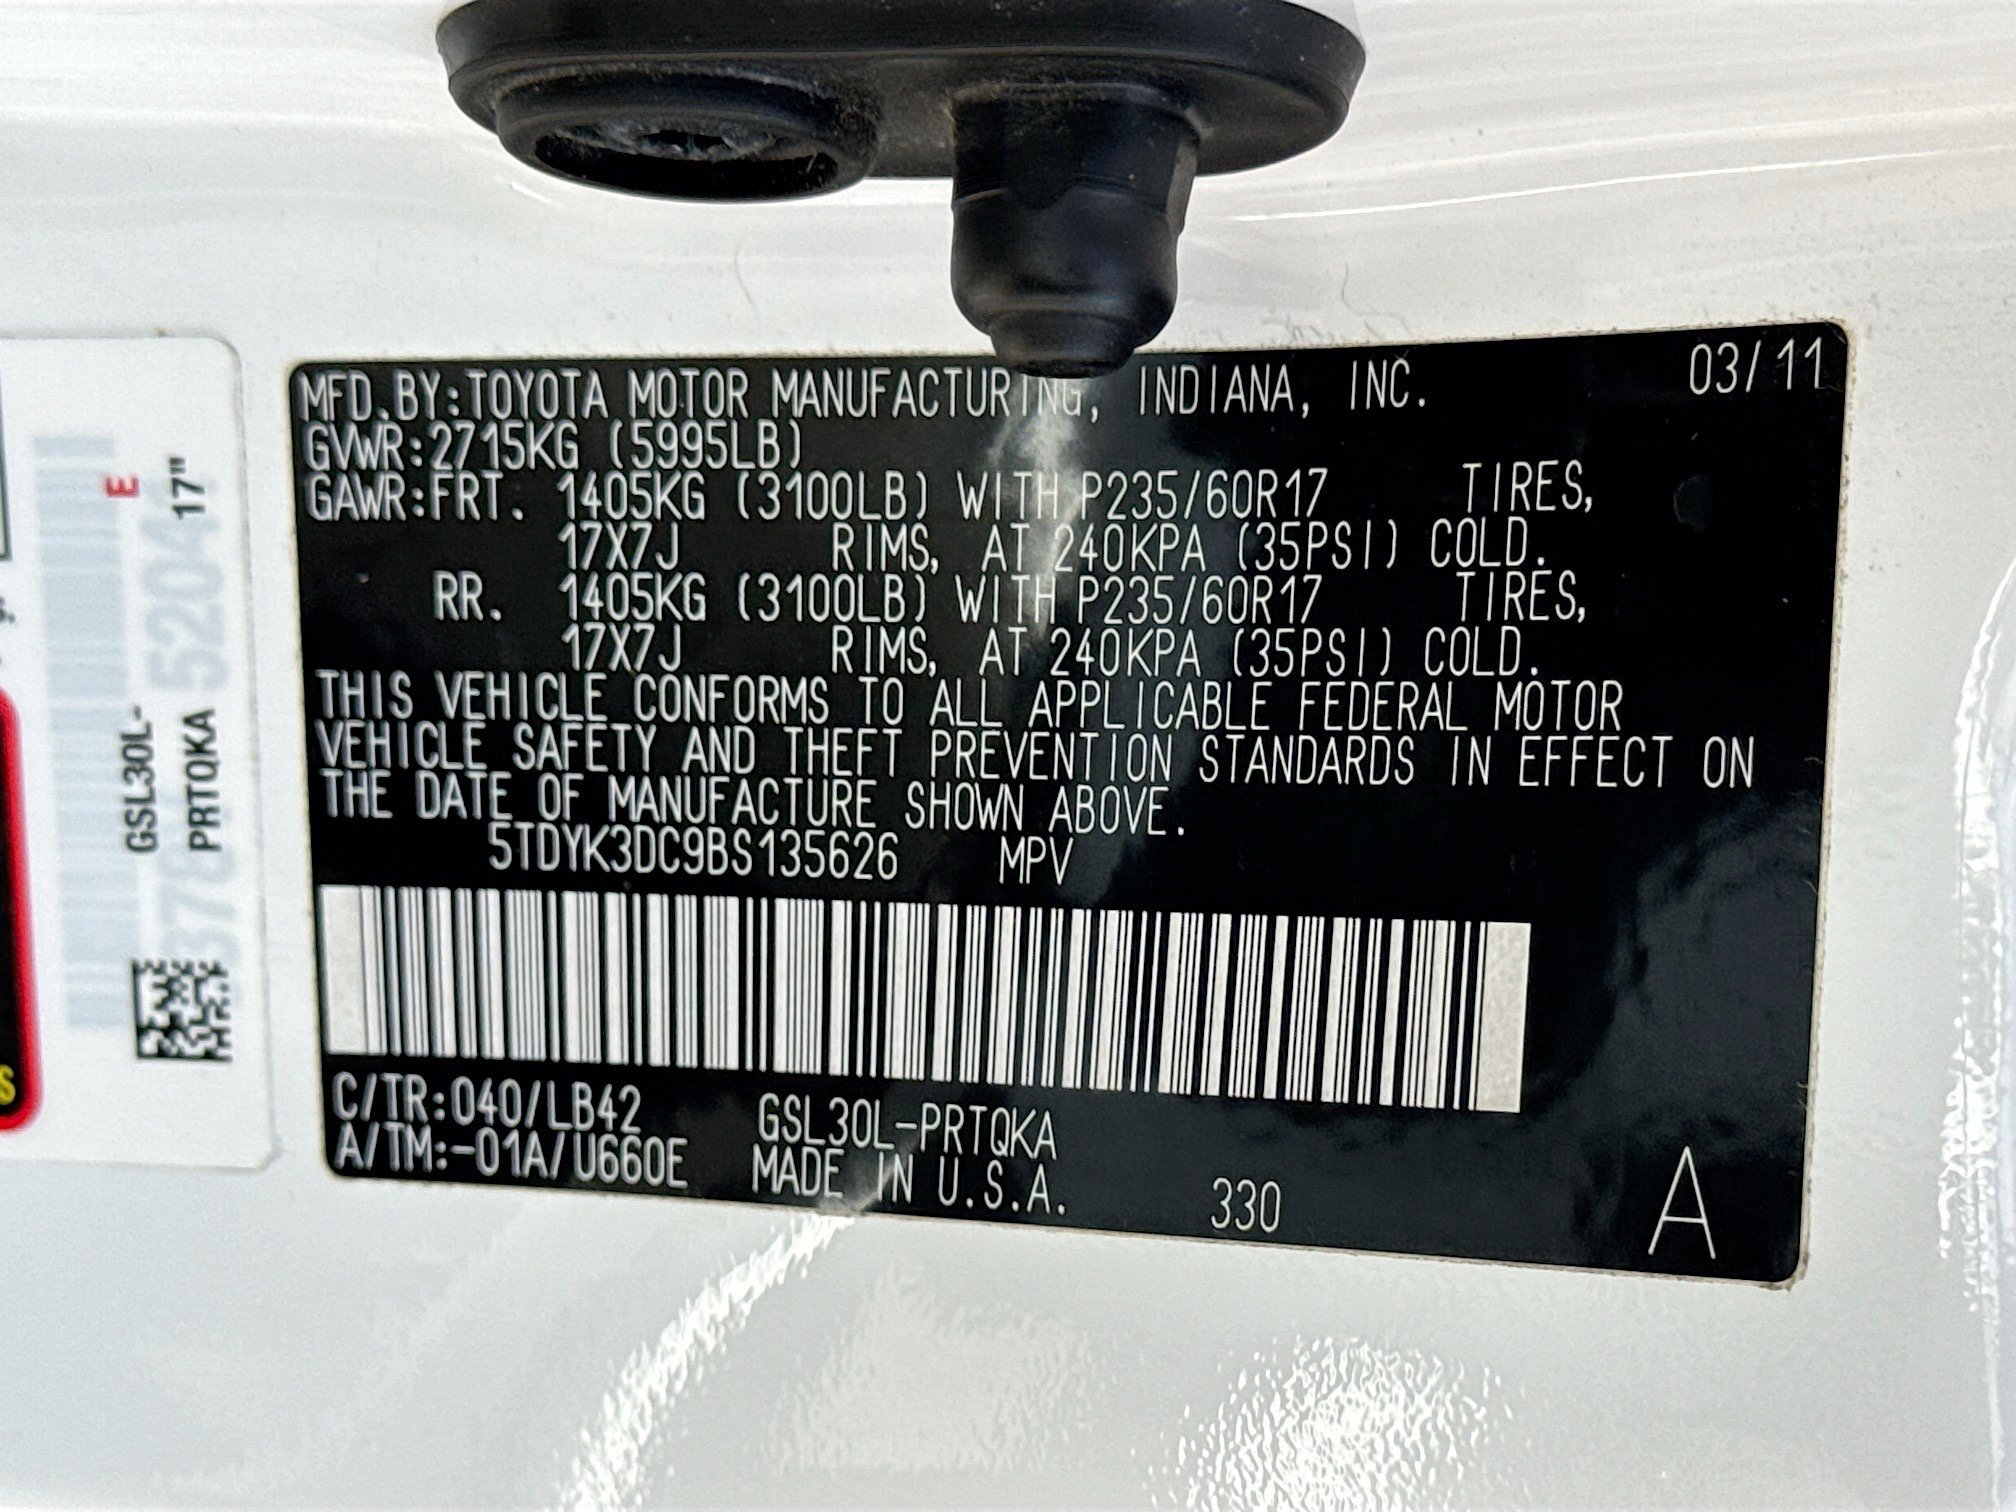 MFD.BY:TOYOTA MOTOR MANUFACTURING, INDIANA, INC. 03/11
GVWR:2715KG (5995LB)
GAWR:FRT. 1405KG (3100LB) WITH P235/60R17 TIRES,
17X7J RIMS, AT 240KPA (35PSI) COLD.
RR. 1405KG (3100LB) WITH P235/60R17 TIRES,
17X7J RIMS, AT 240KPA (35PSI) COLD.
THIS VEHICLE CONFORMS TO ALL APPLICABLE FEDERAL MOTOR
VEHICLE SAFETY AND THEFT PREVENTION STANDARDS IN EFFECT ON
THE DATE OF MANUFACTURE SHOWN ABOVE.
5TDYK3DC9BS135626 MPV
C/TR:040/LB42 GSL30L-PRTQKA
A/TM:-01A/U660E MADE IN U.S.A. 330 A
E
17"
GSL30L-
PRTQKA
5204
S